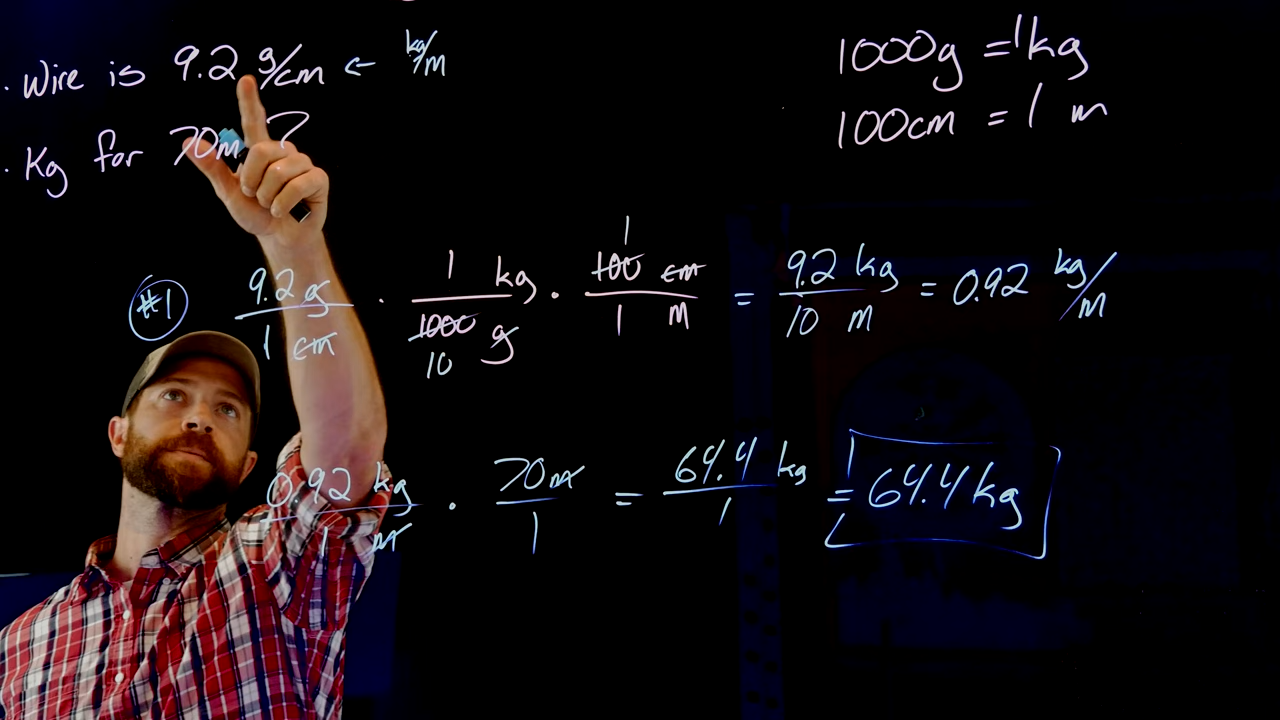 · Wire is 9.2 g/cm ← kg/m
· Kg for 70m ?
1000g = 1kg
100cm = 1 m
#1 9.2 g / 1 cm · 1 kg / 1000 10 g · 1 100 cm / 1 m = 9.2 kg / 10 m = 0.92 kg/m
0.92 kg / 1 m · 70m / 1 = 64.4 kg / 1 = 64.4 kg